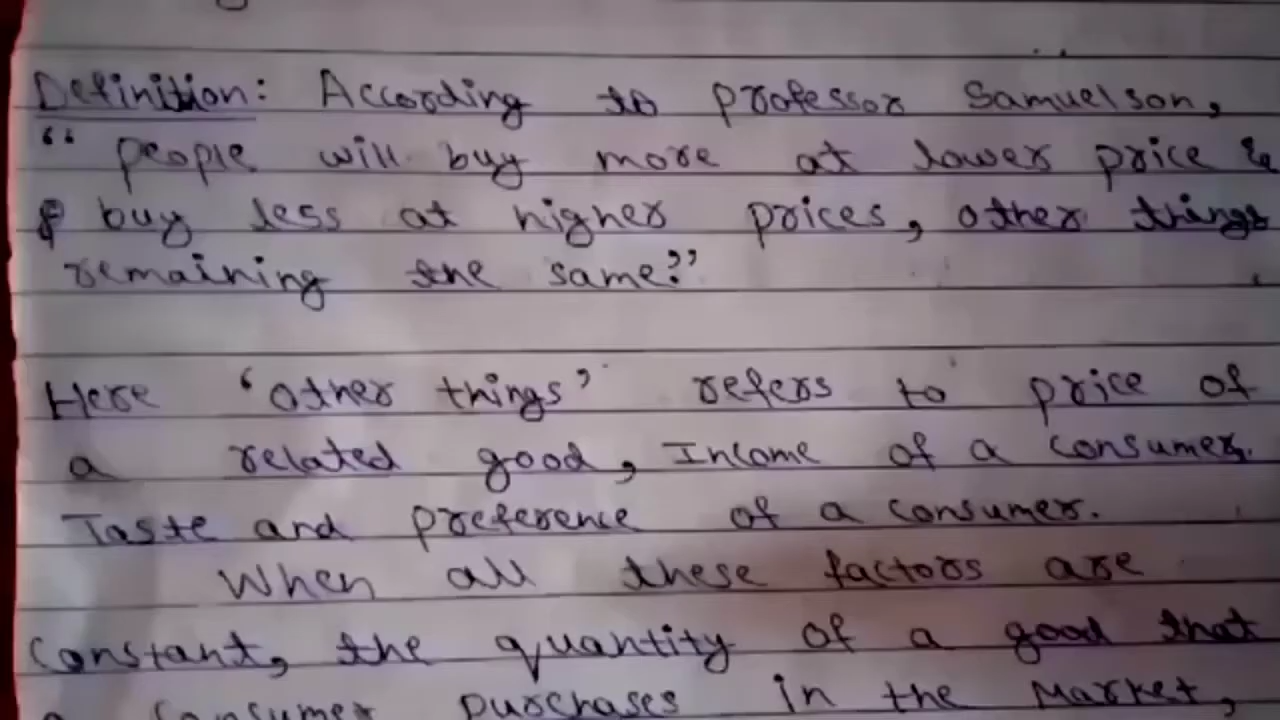 Definition: According to professor Samuelson,
“ people will buy more at lower price &
buy less at higher prices, other things
remaining the same.”
Here ‘other things’ refers to price of
a related good, Income of a consumer.
Taste and preference of a consumer.
When all these factors are
constant, the quantity of a good that
a consumer purchases in the market,